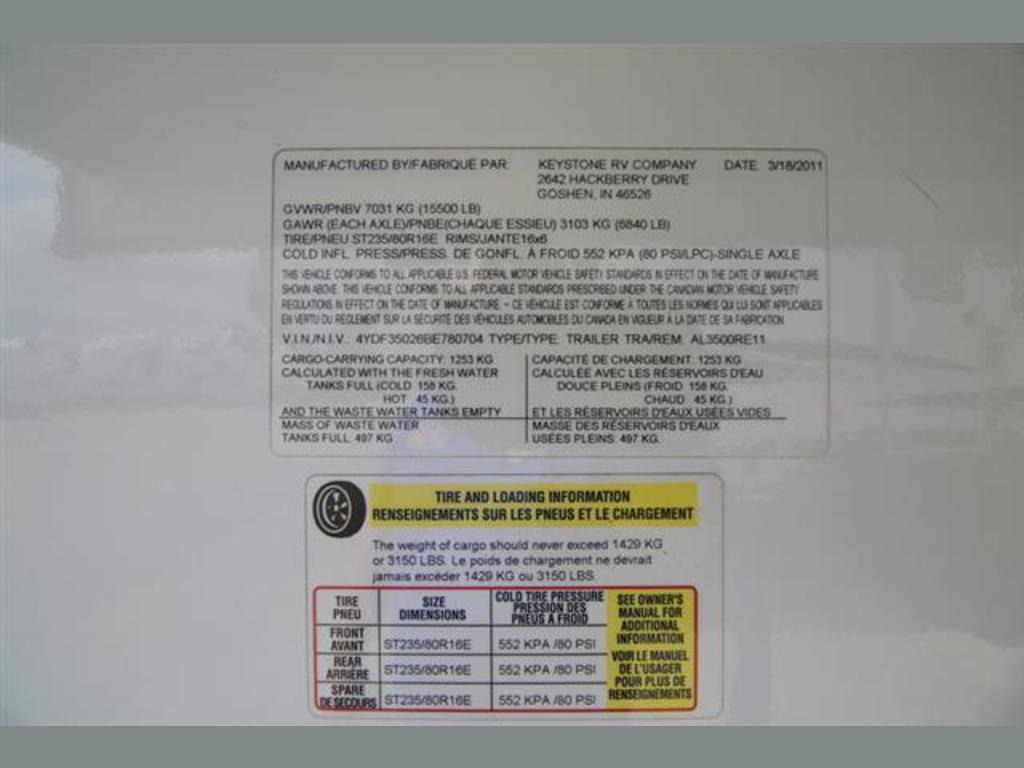 MANUFACTURED BY/FABRIQUÉ PAR: KEYSTONE RV COMPANY DATE: 3/18/2011
2642 HACKBERRY DRIVE
GOSHEN, IN 46526
GVWR/PNBV 7031 KG (15500 LB)
GAWR (EACH AXLE)/PNBE(CHAQUE ESSIEU) 3103 KG (6840 LB)
TIRE/PNEU ST235/80R16E RIMS/JANTE16x6
COLD INFL. PRESS/PRESS. DE GONFL. À FROID 552 KPA (80 PSI/LPC)-SINGLE AXLE
THIS VEHICLE CONFORMS TO ALL APPLICABLE U.S. FEDERAL MOTOR VEHICLE SAFETY STANDARDS IN EFFECT ON THE DATE OF MANUFACTURE
SHOWN ABOVE. THIS VEHICLE CONFORMS TO ALL APPLICABLE STANDARDS PRESCRIBED UNDER THE CANADIAN MOTOR VEHICLE SAFETY
REGULATIONS IN EFFECT ON THE DATE OF MANUFACTURE. - CE VÉHICULE EST CONFORME À TOUTES LES NORMES QUI LUI SONT APPLICABLES
EN VERTU DU RÈGLEMENT SUR LA SÉCURITÉ DES VÉHICULES AUTOMOBILES DU CANADA EN VIGUEUR À LA DATE DE SA FABRICATION
V.I.N./N.I.V.: 4YDF35026BE780704 TYPE/TYPE: TRAILER TRA/REM: AL3500RE11
CARGO-CARRYING CAPACITY: 1253 KG
CALCULATED WITH THE FRESH WATER
TANKS FULL (COLD 158 KG.
HOT 45 KG.)
AND THE WASTE WATER TANKS EMPTY
MASS OF WASTE WATER
TANKS FULL: 497 KG
CAPACITÉ DE CHARGEMENT: 1253 KG.
CALCULÉE AVEC LES RÉSERVOIRS D'EAU
DOUCE PLEINS (FROID 158 KG.
CHAUD 45 KG.)
ET LES RÉSERVOIRS D'EAUX USÉES VIDES
MASSE DES RÉSERVOIRS D'EAUX
USÉES PLEINS: 497 KG.
TIRE AND LOADING INFORMATION
RENSEIGNEMENTS SUR LES PNEUS ET LE CHARGEMENT
The weight of cargo should never exceed 1429 KG
or 3150 LBS. Le poids de chargement ne devrait
jamais excéder 1429 KG ou 3150 LBS.
TIRE
PNEU
SIZE
DIMENSIONS
COLD TIRE PRESSURE
PRESSION DES
PNEUS A FROID
FRONT
AVANT
ST235/80R16E
552 KPA /80 PSI
REAR
ARRIÈRE
ST235/80R16E
552 KPA /80 PSI
SPARE
DE SECOURS
ST235/80R16E
552 KPA /80 PSI
SEE OWNER'S
MANUAL FOR
ADDITIONAL
INFORMATION
VOIR LE MANUEL
DE L'USAGER
POUR PLUS DE
RENSEIGNEMENTS